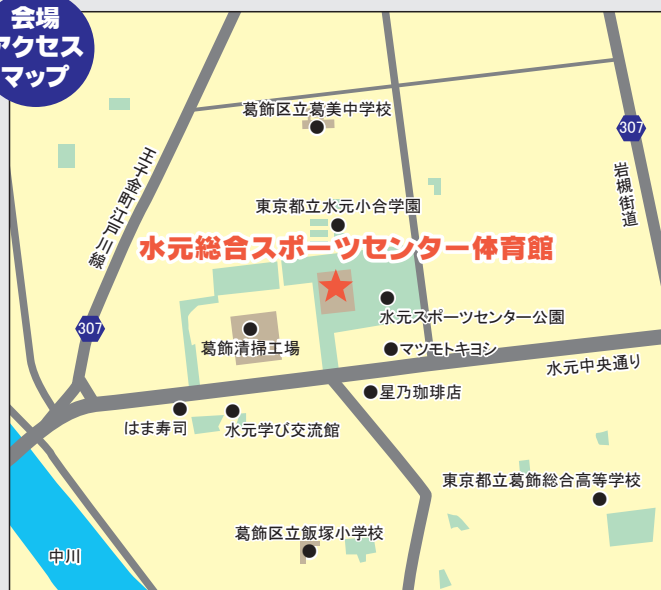 会場
アクセス
マップ
葛飾区立葛美中学校
307
王子金町江戸川線
岩槻街道
東京都立水元小合学園
水元総合スポーツセンター体育館
水元スポーツセンター公園
307
葛飾清掃工場
マツモトキヨシ
水元中央通り
星乃珈琲店
はま寿司
水元学び交流館
東京都立葛飾総合高等学校
葛飾区立飯塚小学校
中川